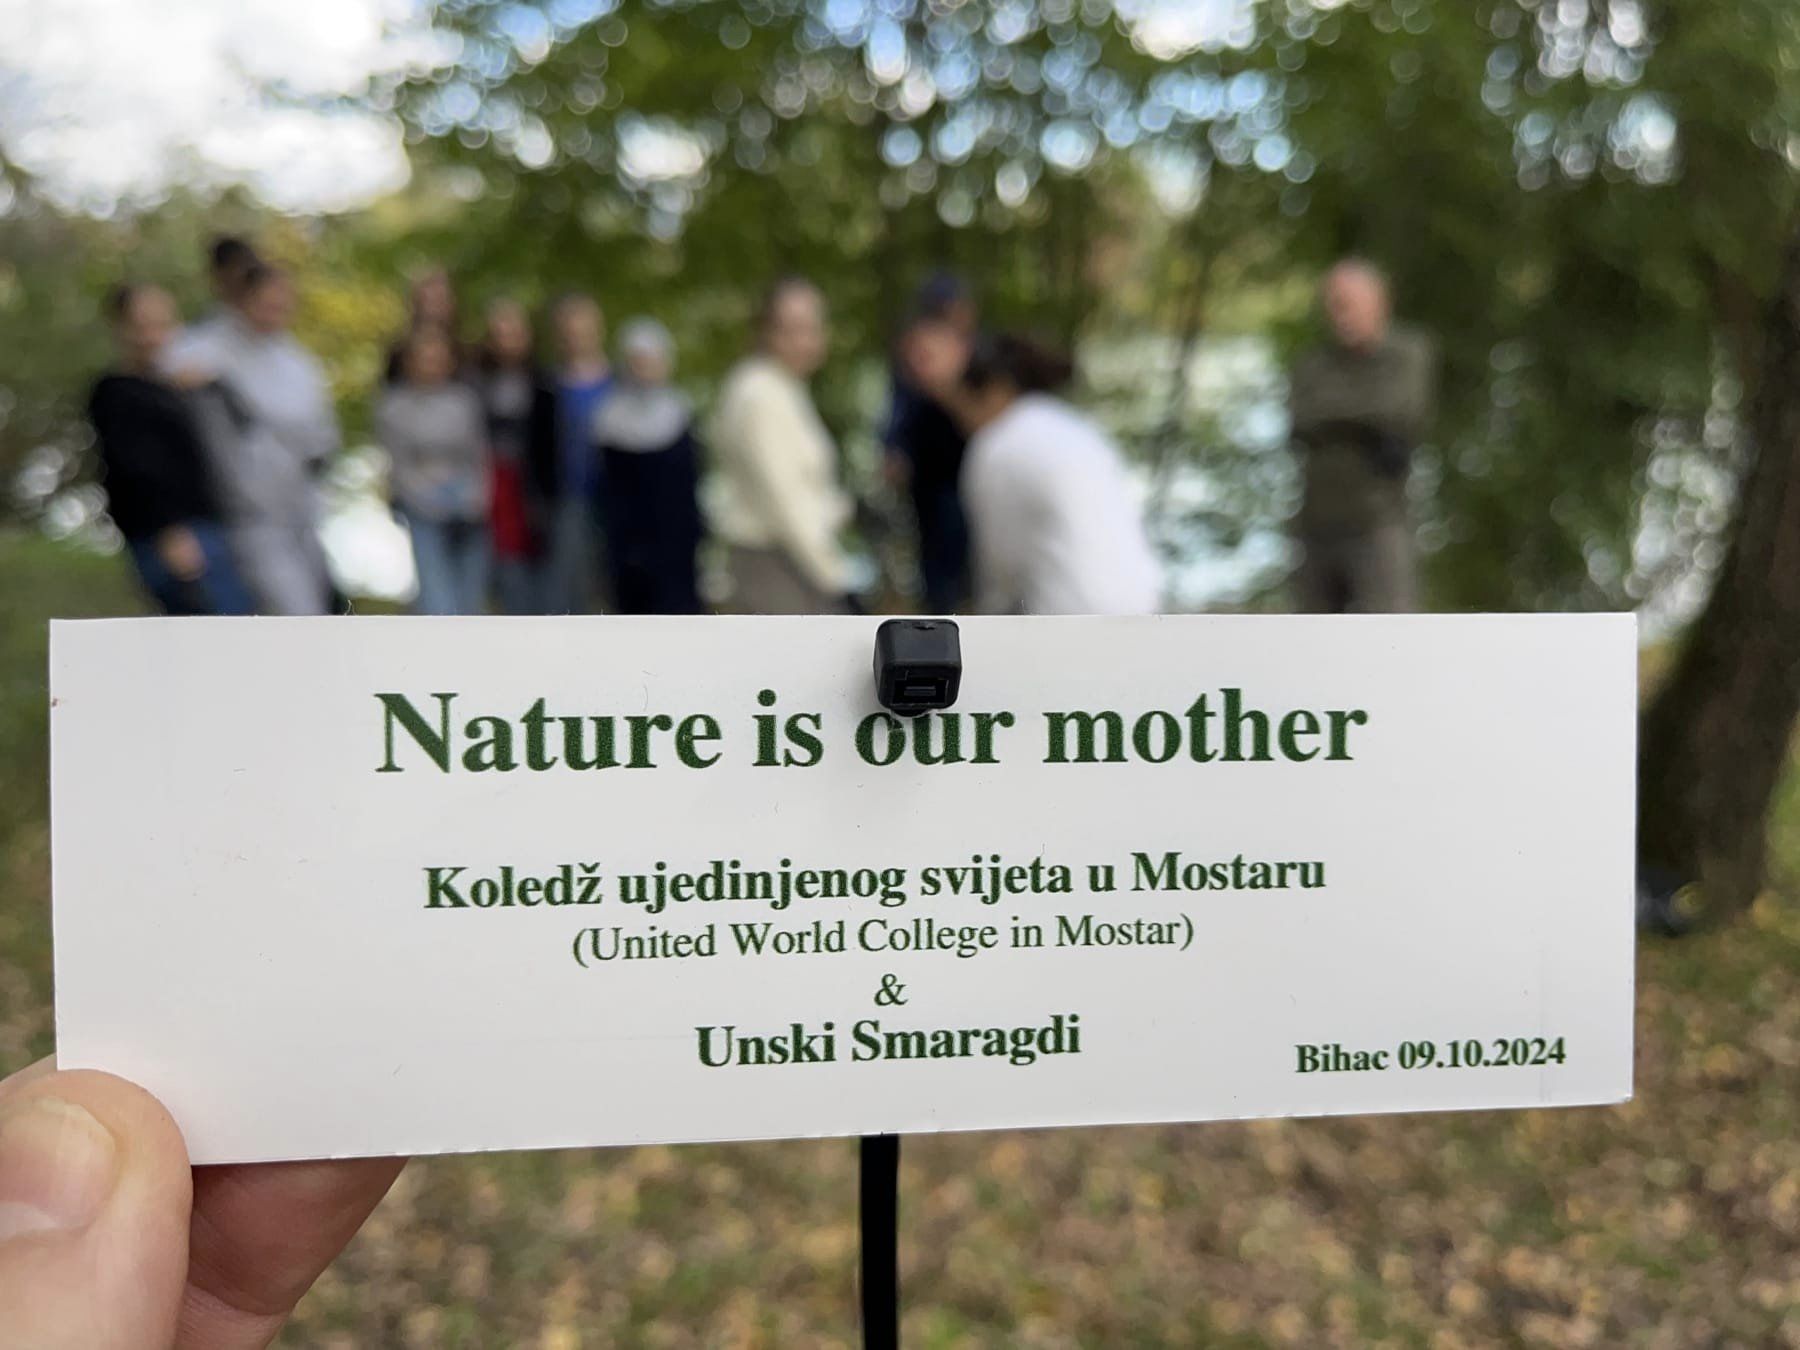 Nature is our mother
Koledž ujedinjenog svijeta u Mostaru
(United World College in Mostar)
&
Unski Smaragdi
Bihac 09.10.2024